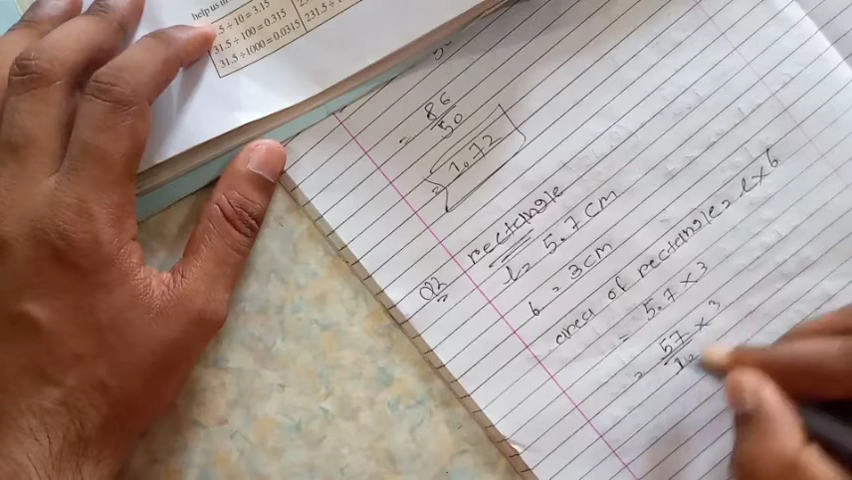 help us
.5 ÷ 10 = 3.15
31.5 ÷ 100 = 0.315
31.5 ÷ 1000 = 0.0315
231.5 ÷
= 86/50
= 1.72
Q2 rectangle
l = 5.7 cm
b = 3 cm
area of rectangle = l × b
= 5.7 × 3
= 57/10 × 3